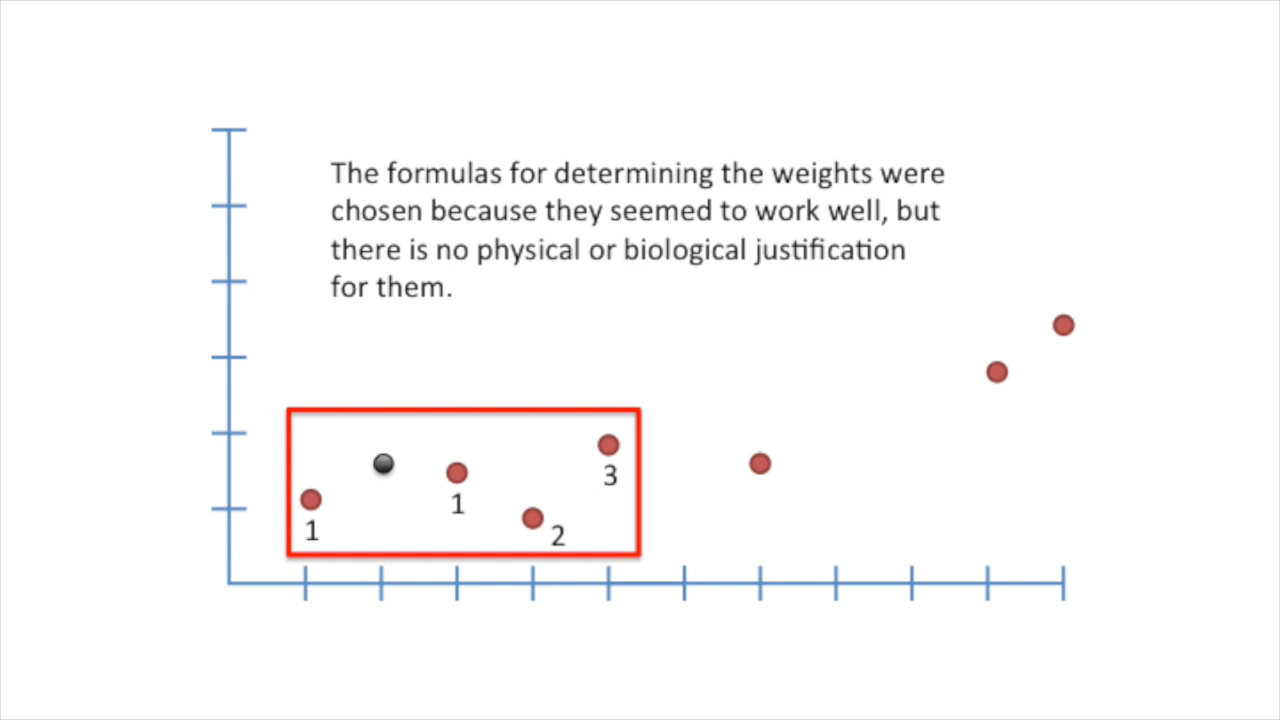 The formulas for determining the weights were
chosen because they seemed to work well, but
there is no physical or biological justification
for them.
3
1
1
2